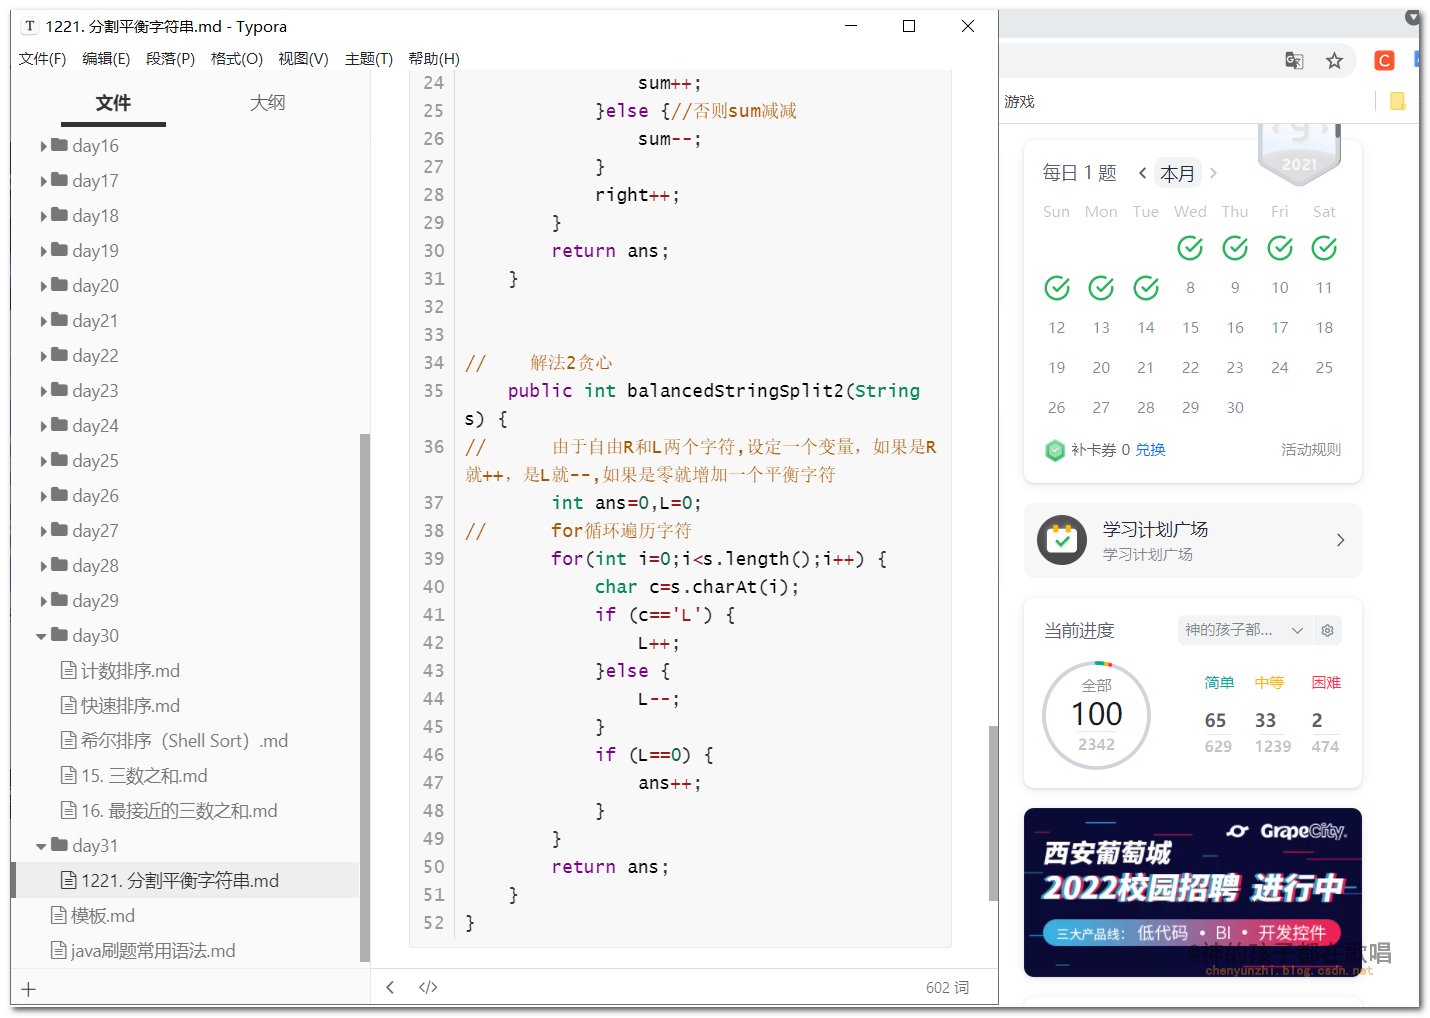 T 1221. 分割平衡字符串.md - Typora
文件(F) 编辑(E) 段落(P) 格式(O) 视图(V) 主题(T) 帮助(H)
文件 大纲
day16
day17
day18
day19
day20
day21
day22
day23
day24
day25
day26
day27
day28
day29
day30
计数排序.md
快速排序.md
希尔排序（Shell Sort）.md
15. 三数之和.md
16. 最接近的三数之和.md
day31
1221. 分割平衡字符串.md
模板.md
java刷题常用语法.md
24 sum++;
25 }else {//否则sum减减
26 sum--;
27 }
28 right++;
29 }
30 return ans;
31 }
32
33
34 // 解法2贪心
35 public int balancedStringSplit2(String
s) {
36 // 由于自由R和L两个字符,设定一个变量，如果是R
就++，是L就--,如果是零就增加一个平衡字符
37 int ans=0,L=0;
38 // for循环遍历字符
39 for(int i=0;i<s.length();i++) {
40 char c=s.charAt(i);
41 if (c=='L') {
42 L++;
43 }else {
44 L--;
45 }
46 if (L==0) {
47 ans++;
48 }
49 }
50 return ans;
51 }
52 }
602 词
C
游戏
9
2021
每日 1 题 本月
Sun Mon Tue Wed Thu Fri Sat
8 9 10 11
12 13 14 15 16 17 18
19 20 21 22 23 24 25
26 27 28 29 30
补卡券 0 兑换 活动规则
学习计划广场
学习计划广场
当前进度 神的孩子都...
全部
100
2342
简单 中等 困难
65 33 2
629 1239 474
GrapeCity.
西安葡萄城
2022校园招聘 进行中
三大产品线： 低代码 • BI • 开发控件
@神的孩子都在歌唱
chenyunzhi.blog.csdn.net